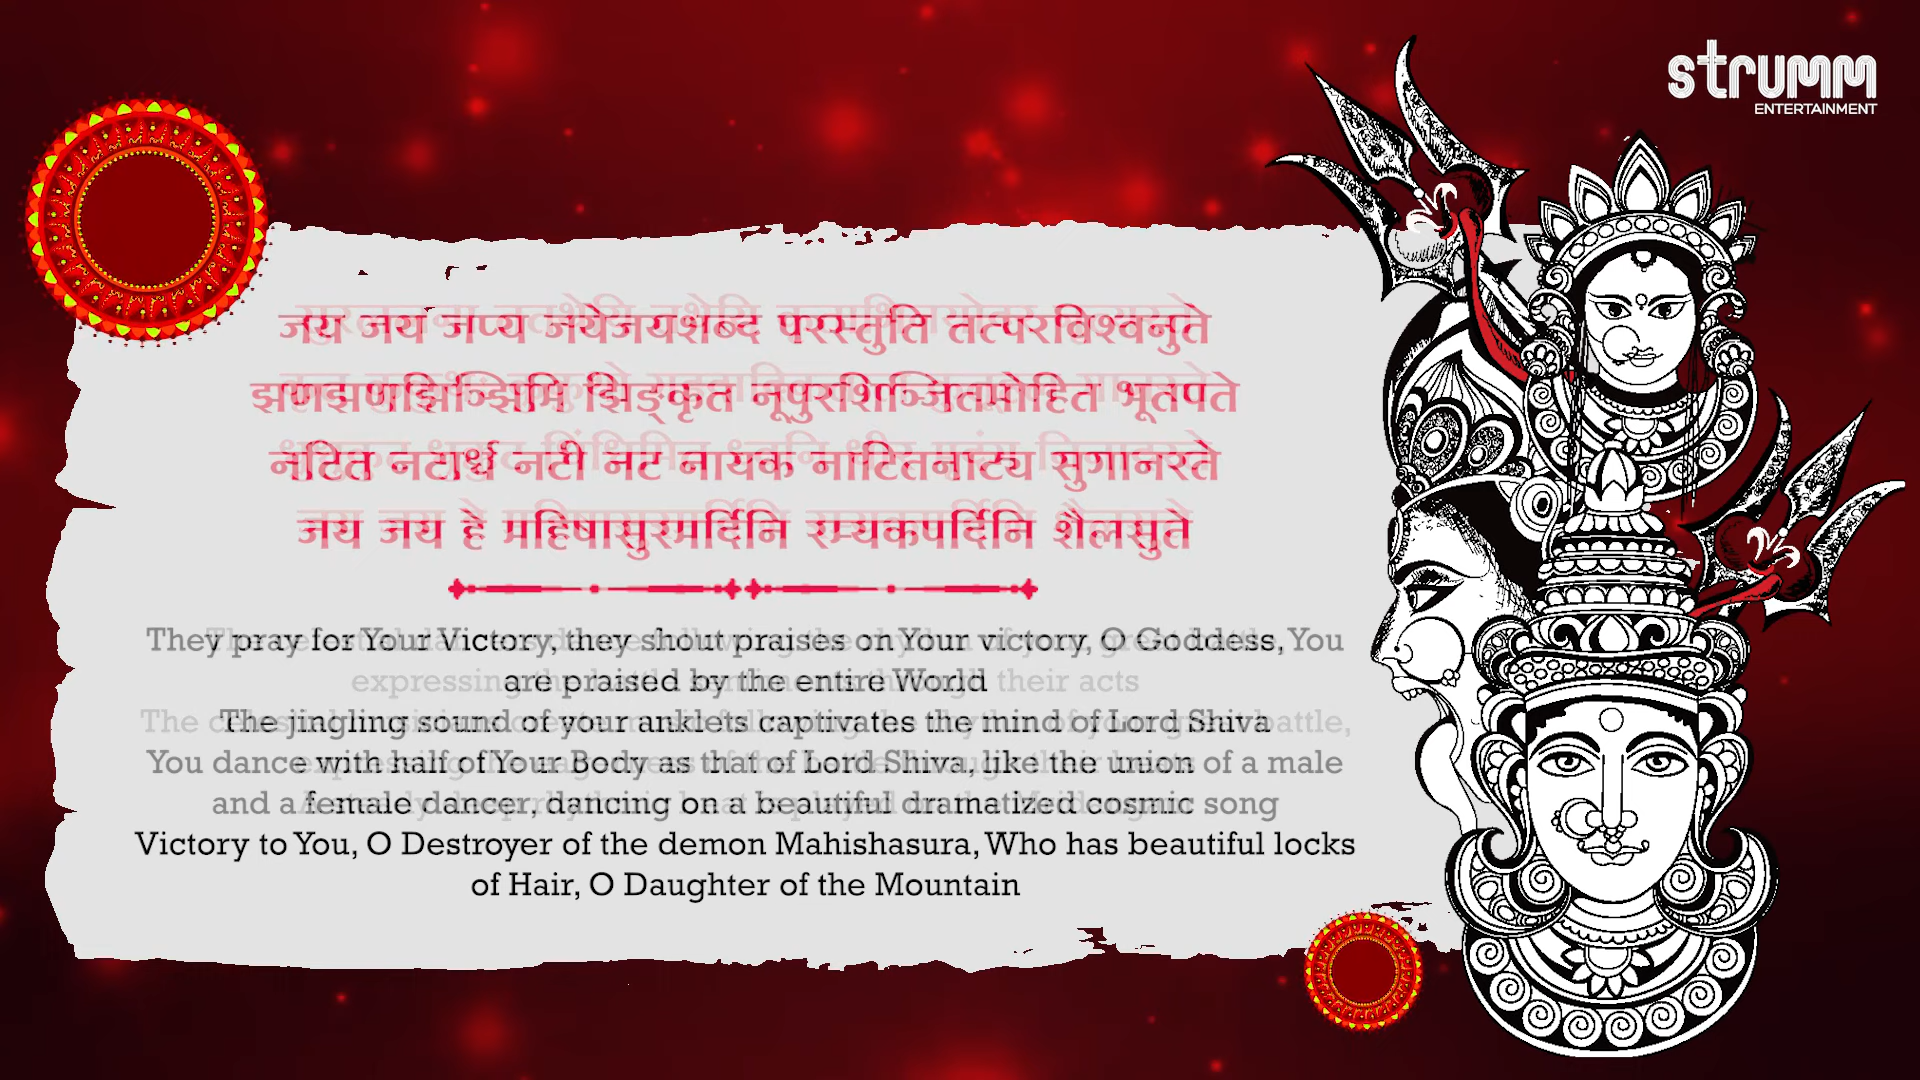 strumm
ENTERTAINMENT
जय जय जप्य जयेजयशब्द परस्तुति तत्परविश्वनुते
झणझणझिञ्झिमि झिङ्कृत नूपुरशिञ्जितमोहित भूतपते
नटित नटार्ध नटी नट नायक नाटितनाट्य सुगानरते
जय जय हे महिषासुरमर्दिनि रम्यकपर्दिनि शैलसुते
They pray for Your Victory, they shout praises on Your victory, O Goddess, You
are praised by the entire World
The jingling sound of your anklets captivates the mind of Lord Shiva
You dance with half of Your Body as that of Lord Shiva, like the union of a male
and a female dancer, dancing on a beautiful dramatized cosmic song
Victory to You, O Destroyer of the demon Mahishasura, Who has beautiful locks
of Hair, O Daughter of the Mountain